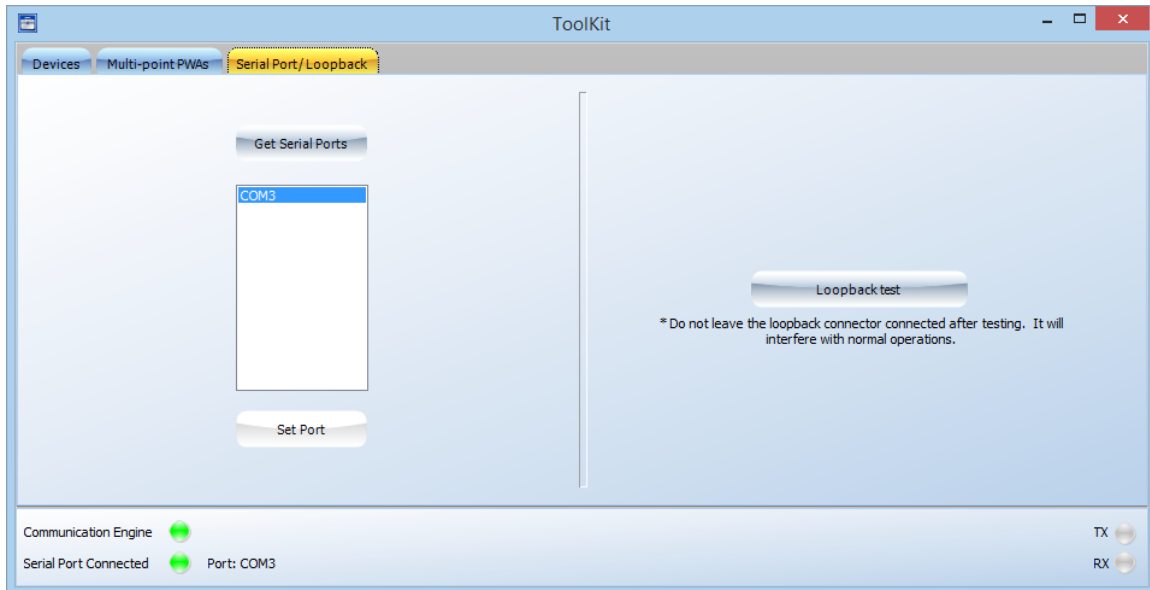 ToolKit
Devices
Multi-point PWAs
Serial Port/Loopback
Get Serial Ports
COM3
Set Port
Loopback test
* Do not leave the loopback connector connected after testing. It will
interfere with normal operations.
Communication Engine
TX
Serial Port Connected
Port: COM3
RX